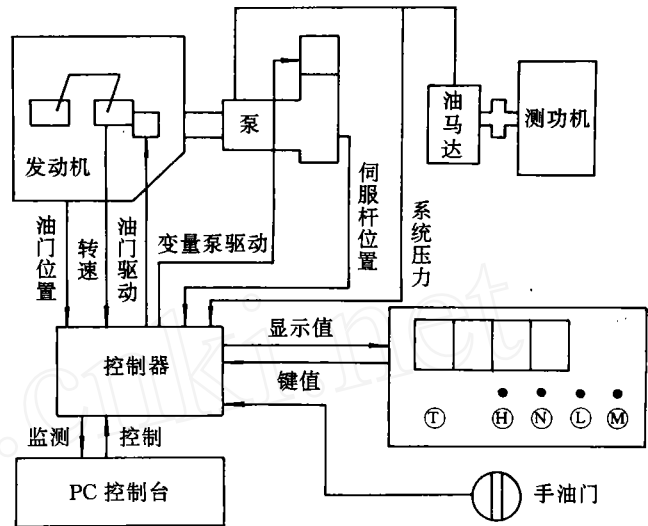 发动机
泵
油马达
测功机
油门位置
转速
油门驱动
变量泵驱动
伺服杆位置
系统压力
控制器
显示值
键值
T
H
N
L
M
监测
控制
PC 控制台
手油门
.cnki.net